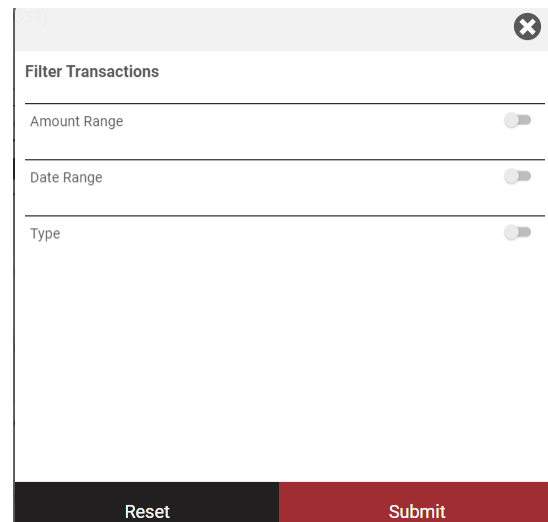 Filter Transactions
Amount Range
Date Range
Type
Reset
Submit